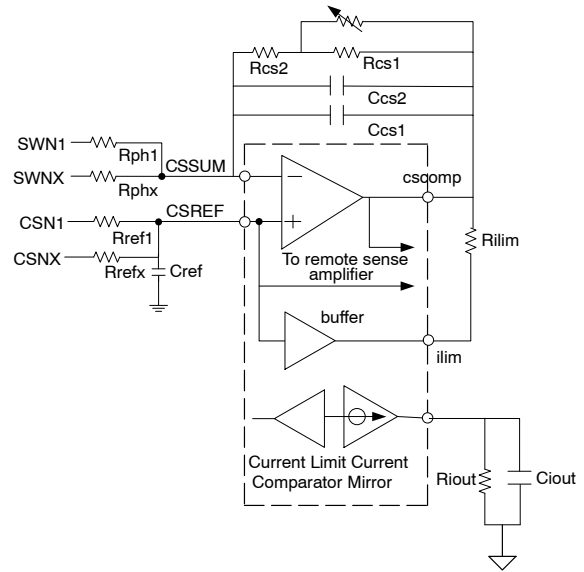 Rcs2
Rcs1
Ccs2
Ccs1
SWN1
Rph1
SWNX
Rphx
CSSUM
cscomp
CSN1
Rref1
CSREF
CSNX
Rrefx
Cref
Rilim
To remote sense
amplifier
buffer
ilim
Current Limit Current
Comparator Mirror
Riout
Ciout